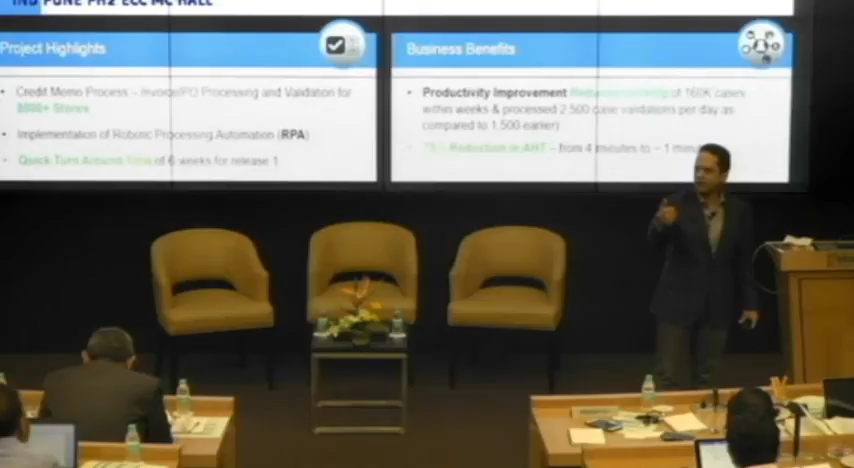 IND PUNE PH2 ECC MC HALL
Project Highlights
Business Benefits
Credit Memo Process – Invoice/PO Processing and Validation for
8000+ Stores
Implementation of Robotic Processing Automation (RPA)
Quick Turn Around Time of 6 weeks for release 1
Productivity Improvement of 160K cases
within weeks & processed 2,500 case validations per day as
compared to 1,500 earlier)
Reduction in AHT – from 4 minutes to ~ 1